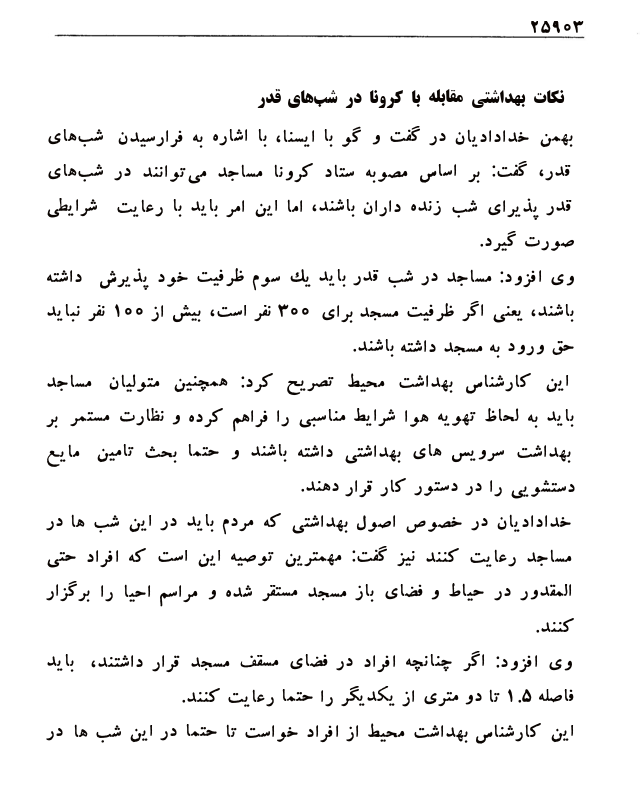 ۲۵۹۰۳
نکات بهداشتی مقابله با کرونا در شب‌های قدر
بهمن خدادادیان در گفت و گو با ایسنا، با اشاره به فرارسیدن شب‌های
قدر، گفت: بر اساس مصوبه ستاد کرونا مساجد می‌توانند در شب‌های
قدر پذیرای شب زنده داران باشند، اما این امر باید با رعایت شرایطی
صورت گیرد.
وی افزود: مساجد در شب قدر باید یك سوم ظرفیت خود پذیرش داشته
باشند، یعنی اگر ظرفیت مسجد برای ۳۰۰ نفر است، بیش از ۱۰۰ نفر نباید
حق ورود به مسجد داشته باشند.
این کارشناس بهداشت محیط تصریح کرد: همچنین متولیان مساجد
باید به لحاظ تهویه هوا شرایط مناسبی را فراهم کرده و نظارت مستمر بر
بهداشت سرویس های بهداشتی داشته باشند و حتما بحث تامین مایع
دستشویی را در دستور کار قرار دهند.
خدادادیان در خصوص اصول بهداشتی که مردم باید در این شب ها در
مساجد رعایت کنند نیز گفت: مهمترین توصیه این است که افراد حتی
المقدور در حیاط و فضای باز مسجد مستقر شده و مراسم احیا را برگزار
کنند.
وی افزود: اگر چنانچه افراد در فضای مسقف مسجد قرار داشتند، باید
فاصله ۱.۵ تا دو متری از یکدیگر را حتما رعایت کنند.
این کارشناس بهداشت محیط از افراد خواست تا حتما در این شب ها در